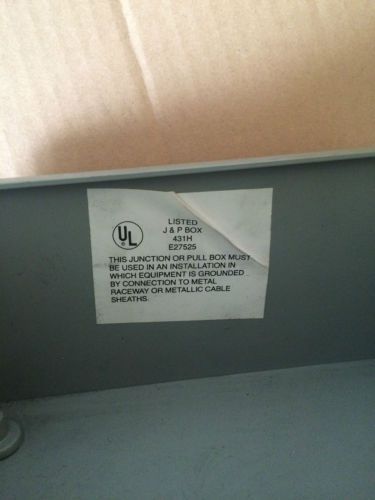 UL
®
LISTED
J & P BOX
431H
E27525
THIS JUNCTION OR PULL BOX MUST
BE USED IN AN INSTALLATION IN
WHICH EQUIPMENT IS GROUNDED
BY CONNECTION TO METAL
RACEWAY OR METALLIC CABLE
SHEATHS.